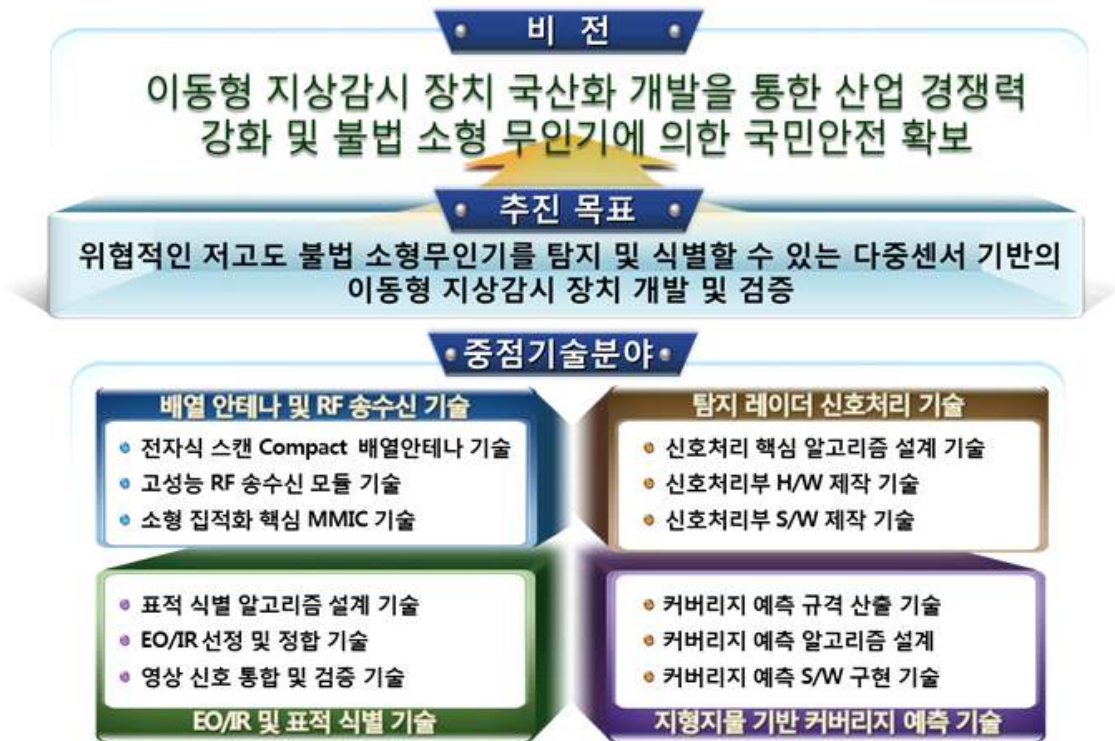 비 전
이동형 지상감시 장치 국산화 개발을 통한 산업 경쟁력
강화 및 불법 소형 무인기에 의한 국민안전 확보
추진 목표
위협적인 저고도 불법 소형무인기를 탐지 및 식별할 수 있는 다중센서 기반의
이동형 지상감시 장치 개발 및 검증
중점기술분야
배열 안테나 및 RF 송수신 기술
전자식 스캔 Compact 배열안테나 기술
고성능 RF 송수신 모듈 기술
소형 집적화 핵심 MMIC 기술
탐지 레이더 신호처리 기술
신호처리 핵심 알고리즘 설계 기술
신호처리부 H/W 제작 기술
신호처리부 S/W 제작 기술
표적 식별 알고리즘 설계 기술
EO/IR 선정 및 정합 기술
영상 신호 통합 및 검증 기술
EO/IR 및 표적 식별 기술
커버리지 예측 규격 산출 기술
커버리지 예측 알고리즘 설계
커버리지 예측 S/W 구현 기술
지형지물 기반 커버리지 예측 기술